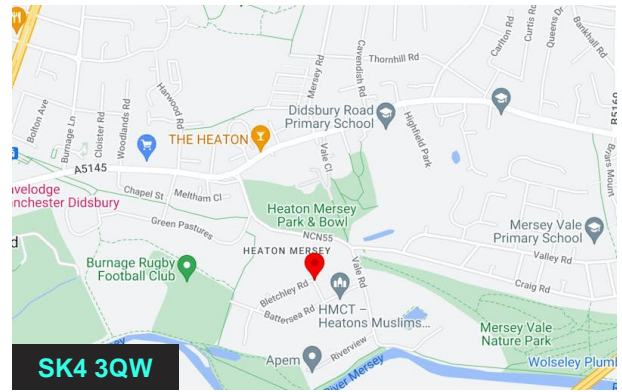 Bolton Ave
Burnage Ln
Cloister Rd
Woodlands Rd
Harwood Rd
Mersey Rd
Cavendish Rd
Thornhill Rd
Carlton Rd
Curtis Rd
Queens Dr
Bankhall Rd
B5169
Didsbury Road
Primary School
Highfield Park
THE HEATON
Vale Cl
Briars Mount
A5145
avelodge
anchester Didsbury
Chapel St
Meltham Cl
Green Pastures
Heaton Mersey
Park & Bowl
NCN55
HEATON MERSEY
Mersey Vale
Primary School
Valley Rd
d
Burnage Rugby
Football Club
Bletchley Rd
Vale Rd
Craig Rd
Battersea Rd
HMCT –
Heatons Muslims...
Mersey Vale
Nature Park
Apem
Riverview
River Mersey
Wolseley Plumb
SK4 3QW